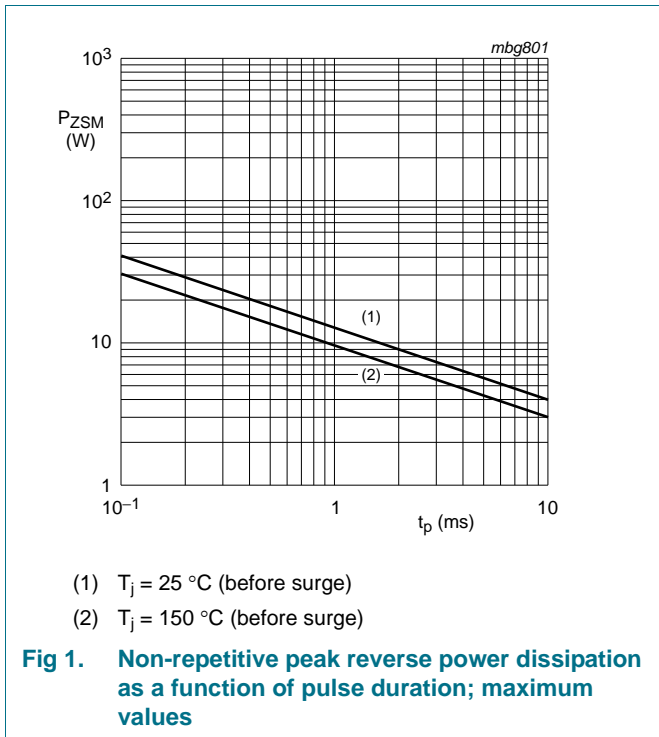 mbg801
10³
P_ZSM
(W)
10²
(1)
10
(2)
1
10⁻¹
1
10
t_p (ms)
(1) T_j = 25 °C (before surge)
(2) T_j = 150 °C (before surge)
Fig 1. Non-repetitive peak reverse power dissipation
as a function of pulse duration; maximum
values